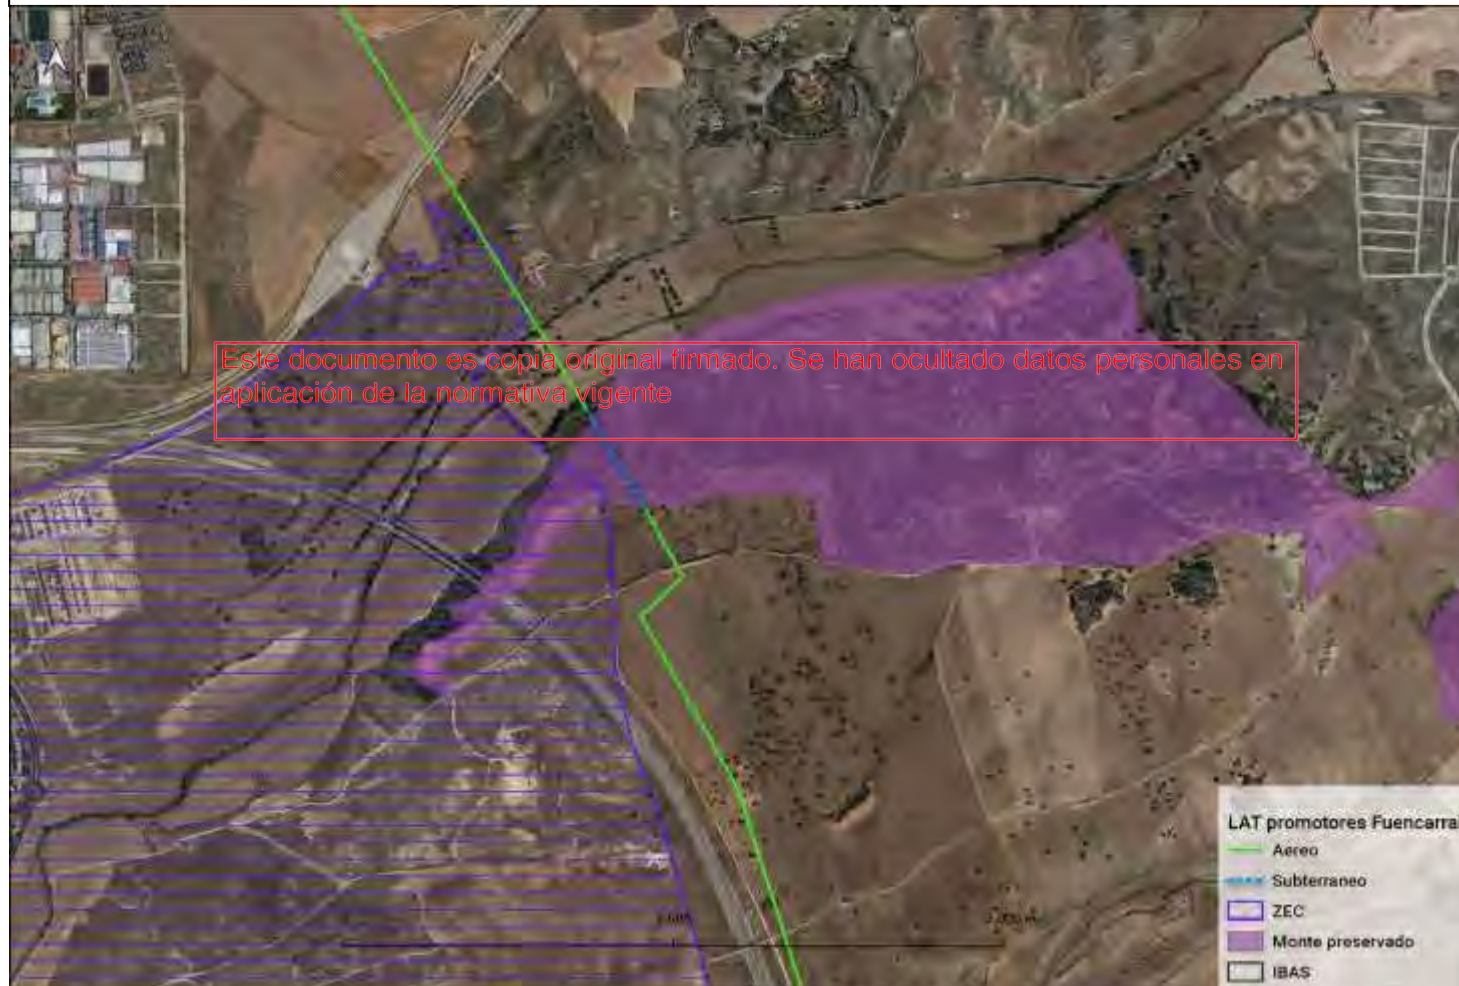 Este documento es copia original firmado. Se han ocultado datos personales en
aplicación de la normativa vigente
LAT promotores Fuencarral
Aereo
Subterraneo
ZEC
Monte preservado
IBAS